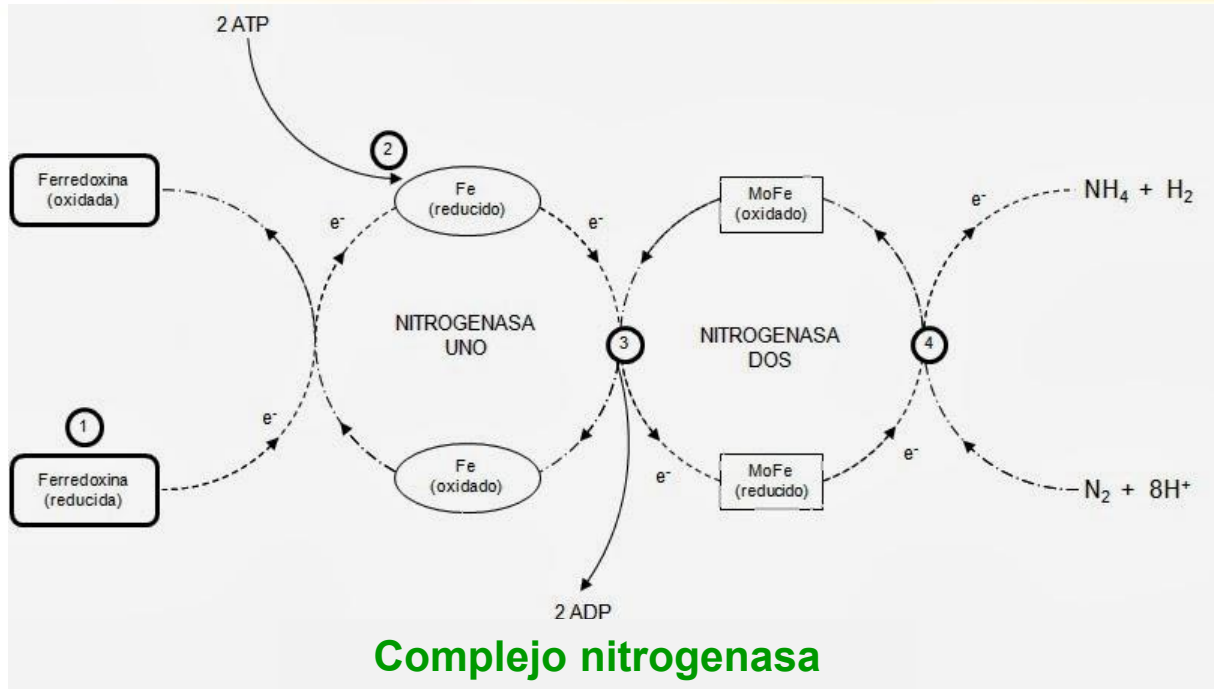 2 ATP
2
Ferredoxina
(oxidada)
Fe
(reducido)
MoFe
(oxidado)
NH₄ + H₂
e⁻
e⁻
e⁻
NITROGENASA
UNO
3
NITROGENASA
DOS
4
1
e⁻
Ferredoxina
(reducida)
Fe
(oxidado)
e⁻
MoFe
(reducido)
e⁻
N₂ + 8H⁺
2 ADP
Complejo nitrogenasa